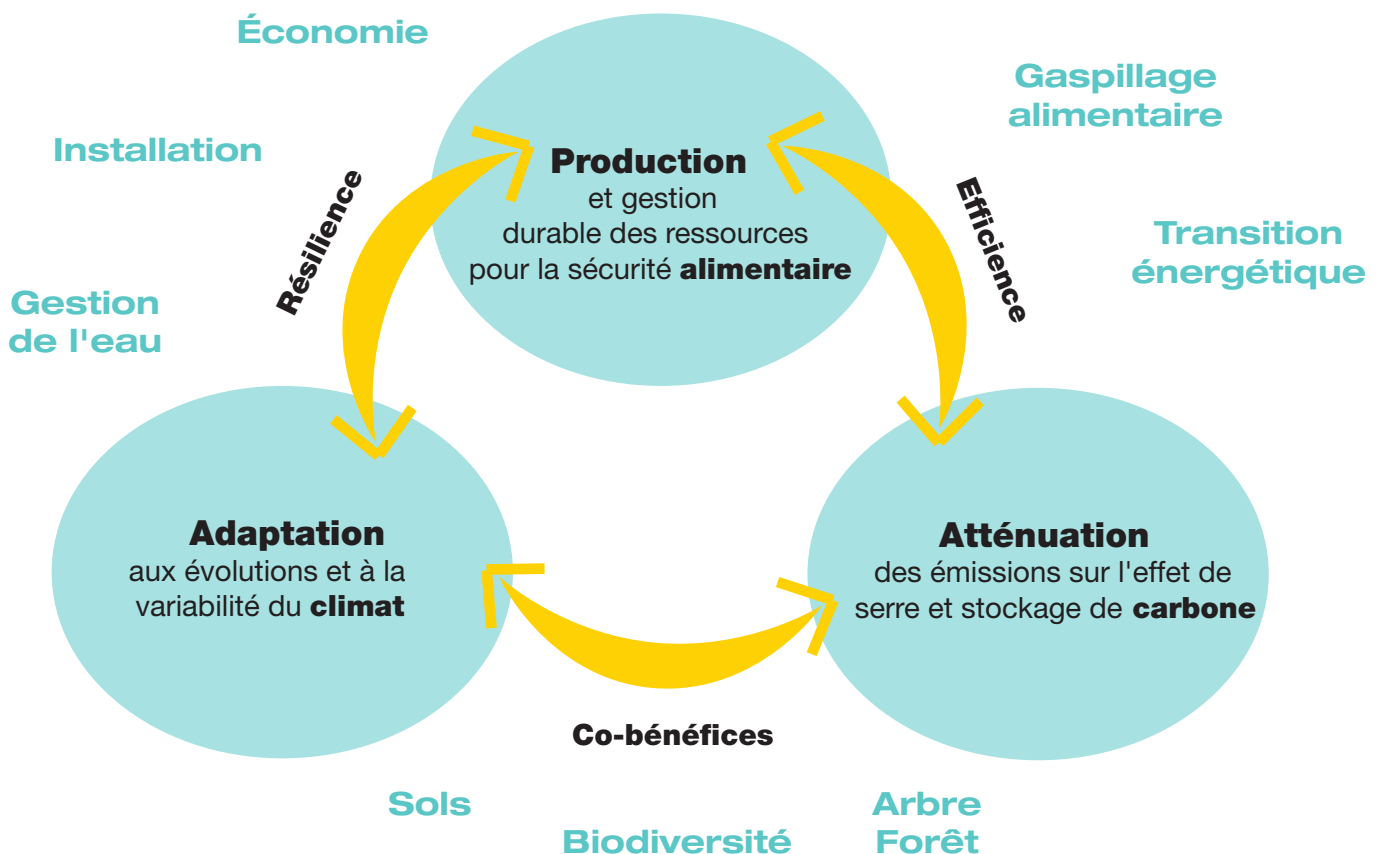 Économie
Gaspillage
alimentaire
Installation
Production
et gestion
durable des ressources
pour la sécurité alimentaire
Résilience
Efficience
Transition
énergétique
Gestion
de l'eau
Adaptation
aux évolutions et à la
variabilité du climat
Atténuation
des émissions sur l'effet de
serre et stockage de carbone
Co-bénéfices
Sols
Biodiversité
Arbre
Forêt